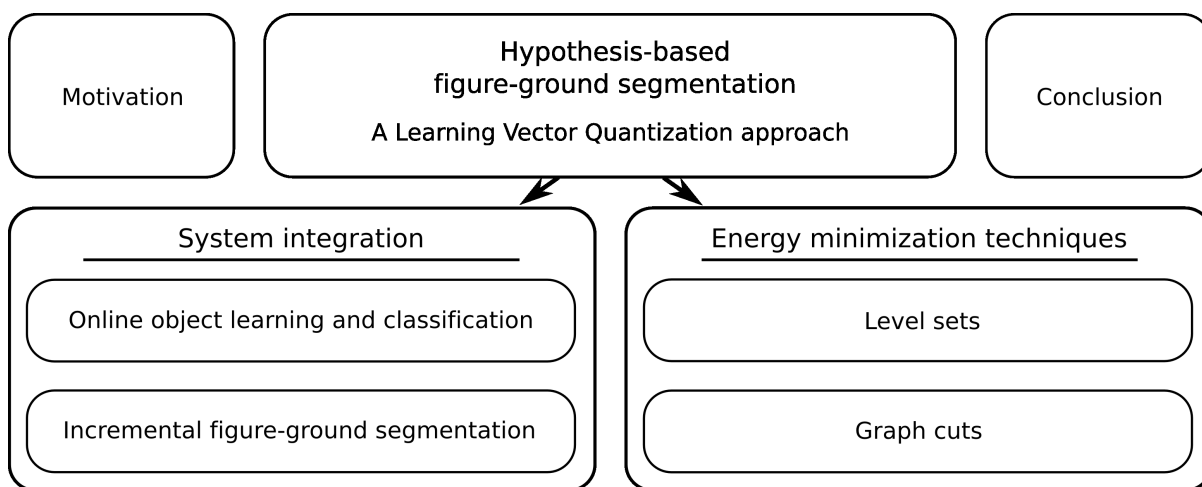 Motivation
Hypothesis-based
figure-ground segmentation
A Learning Vector Quantization approach
Conclusion
System integration
Online object learning and classification
Incremental figure-ground segmentation
Energy minimization techniques
Level sets
Graph cuts